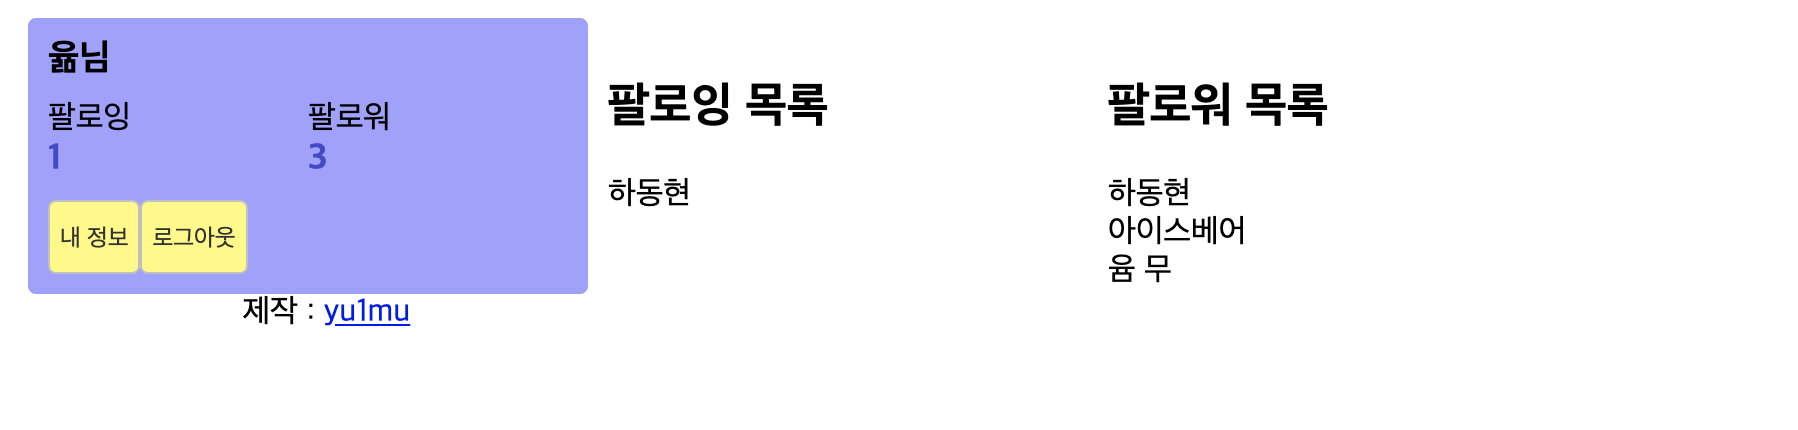 욺님
팔로잉
1
팔로워
3
내 정보
로그아웃
제작 : yu1mu
팔로잉 목록
하동현
팔로워 목록
하동현
아이스베어
윰 무